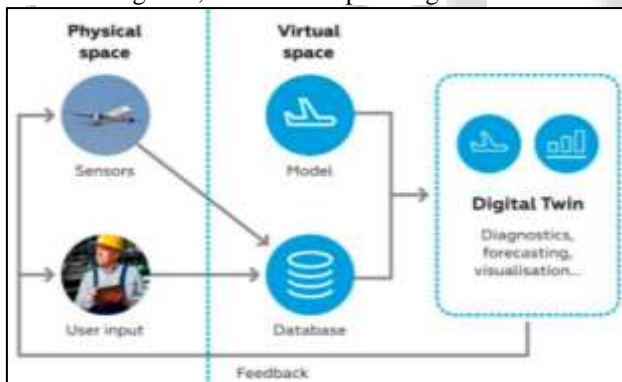 Physical
space
Virtual
space
Sensors
Model
Digital Twin
Diagnostics,
forecasting,
visualisation...
User input
Database
Feedback